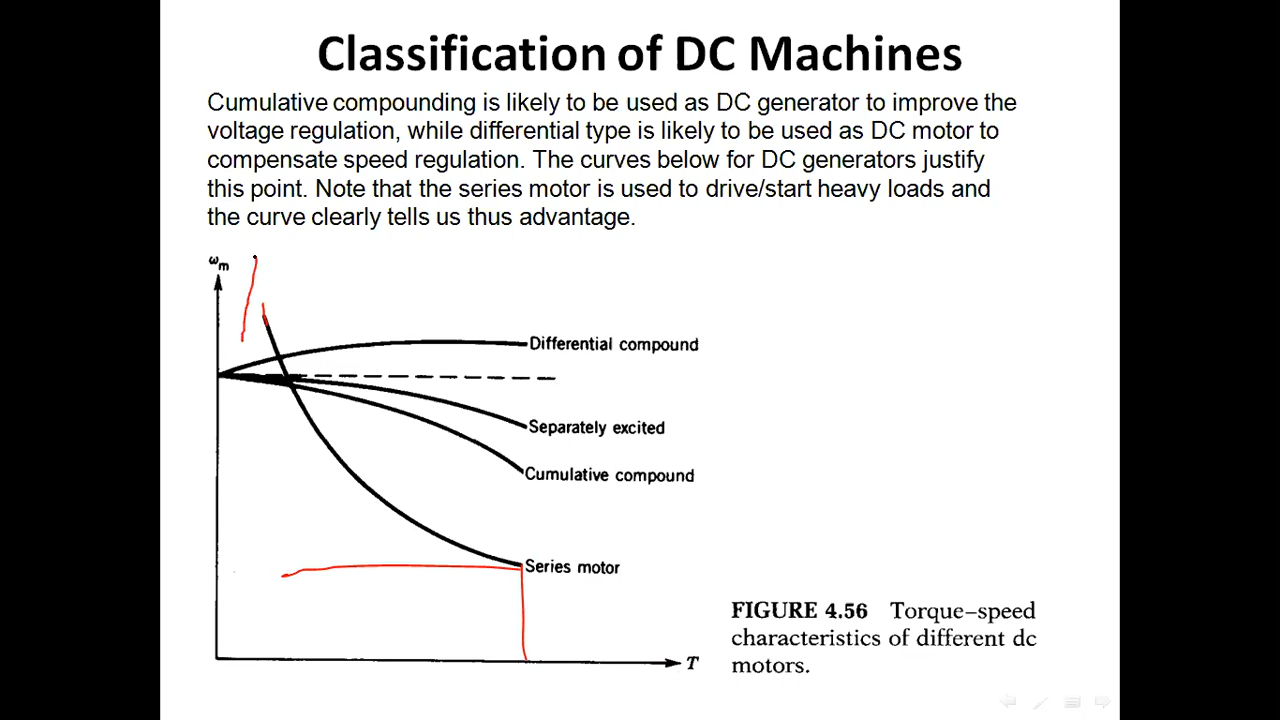 Classification of DC Machines
Cumulative compounding is likely to be used as DC generator to improve the
voltage regulation, while differential type is likely to be used as DC motor to
compensate speed regulation. The curves below for DC generators justify
this point. Note that the series motor is used to drive/start heavy loads and
the curve clearly tells us thus advantage.
ωm
Differential compound
Separately excited
Cumulative compound
Series motor
T
FIGURE 4.56 Torque–speed
characteristics of different dc
motors.